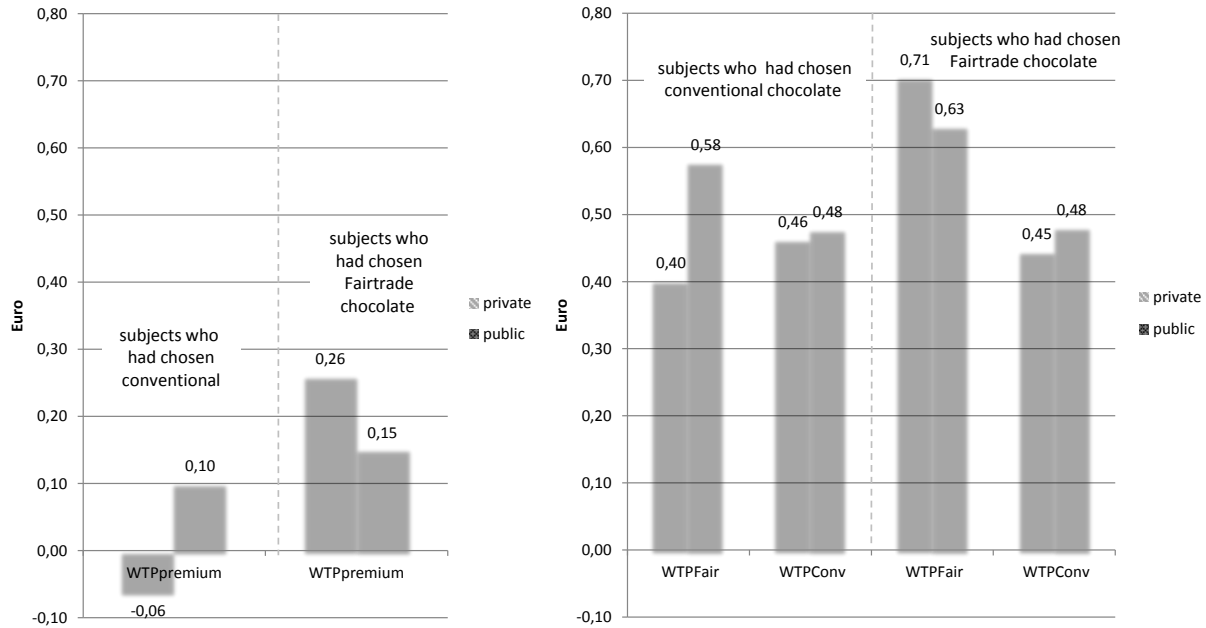 0,80
0,70
0,60
0,50
0,40
0,30
0,20
0,10
0,00
-0,10
Euro
subjects who
had chosen
conventional
subjects who
had chosen
Fairtrade
chocolate
-0,06
0,10
0,26
0,15
WTPpremium
WTPpremium
private
public
0,80
0,70
0,60
0,50
0,40
0,30
0,20
0,10
0,00
-0,10
Euro
subjects who had chosen
conventional chocolate
subjects who had chosen
Fairtrade chocolate
0,40
0,58
0,46
0,48
0,71
0,63
0,45
0,48
WTPFair
WTPConv
WTPFair
WTPConv
private
public